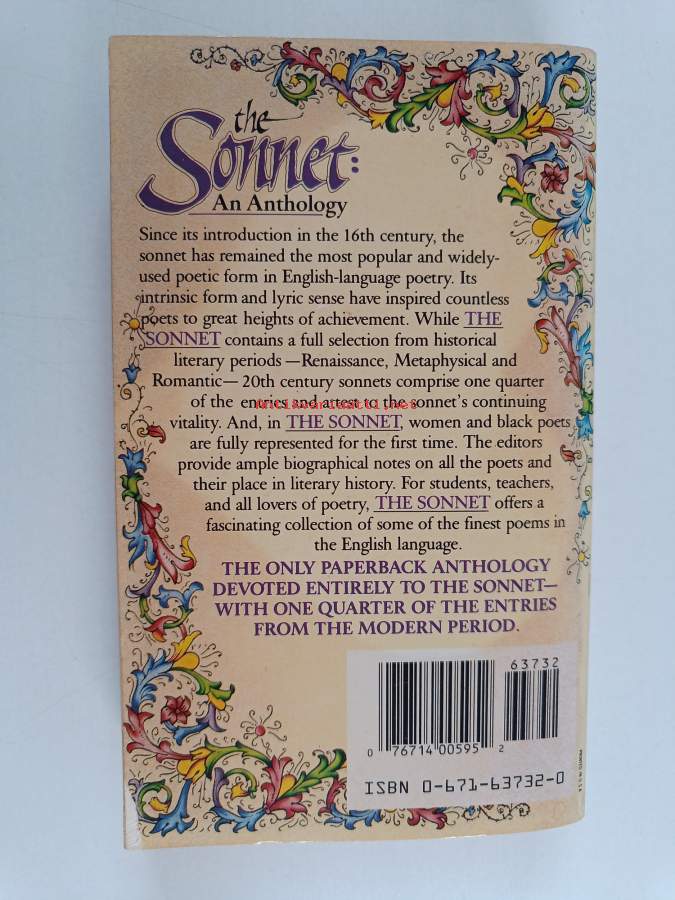 the
Sonnet:
An Anthology
Since its introduction in the 16th century, the
sonnet has remained the most popular and widely-
used poetic form in English-language poetry. Its
intrinsic form and lyric sense have inspired countless
poets to great heights of achievement. While THE
SONNET contains a full selection from historical
literary periods—Renaissance, Metaphysical and
Romantic—20th century sonnets comprise one quarter
of the entries and attest to the sonnet's continuing
Antikvariaatti.net
vitality. And, in THE SONNET, women and black poets
are fully represented for the first time. The editors
provide ample biographical notes on all the poets and
their place in literary history. For students, teachers,
and all lovers of poetry, THE SONNET offers a
fascinating collection of some of the finest poems in
the English language.
THE ONLY PAPERBACK ANTHOLOGY
DEVOTED ENTIRELY TO THE SONNET—
WITH ONE QUARTER OF THE ENTRIES
FROM THE MODERN PERIOD.
63732
0 76714 00595 2
ISBN 0-671-63732-0
PRINTED IN U.S.A.